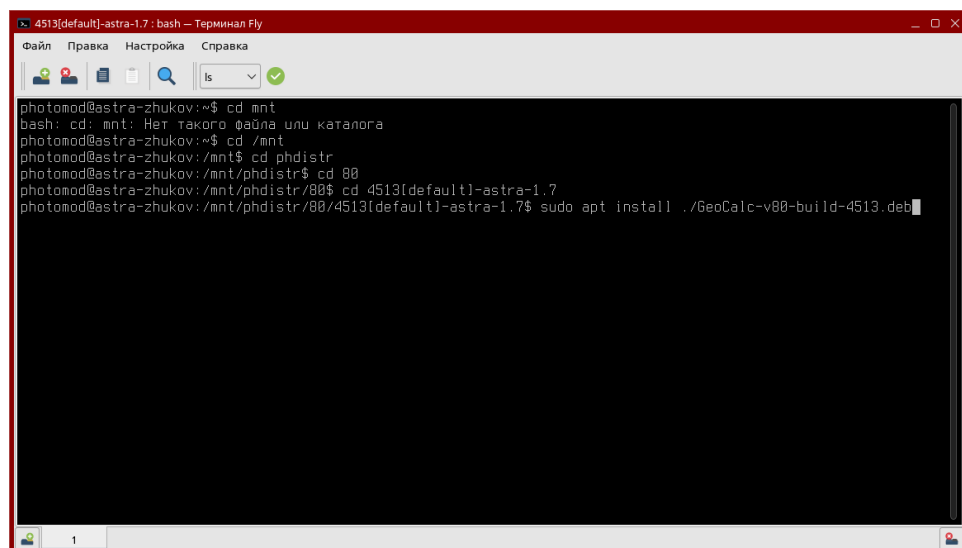 4513[default]-astra-1.7 : bash — Терминал Fly
Файл Правка Настройка Справка
ls
photomod@astra-zhukov:~$ cd mnt
bash: cd: mnt: Нет такого файла или каталога
photomod@astra-zhukov:~$ cd /mnt
photomod@astra-zhukov:/mnt$ cd phdistr
photomod@astra-zhukov:/mnt/phdistr$ cd 80
photomod@astra-zhukov:/mnt/phdistr/80$ cd 4513[default]-astra-1.7
photomod@astra-zhukov:/mnt/phdistr/80/4513[default]-astra-1.7$ sudo apt install ./GeoCalc-v80-build-4513.deb
1